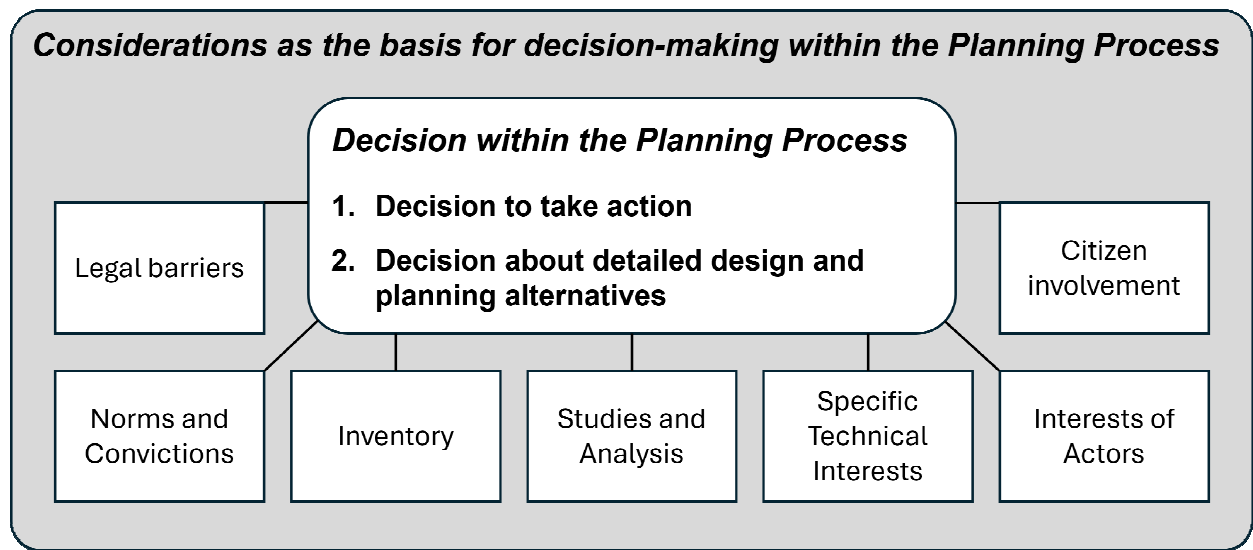 Considerations as the basis for decision-making within the Planning Process
Decision within the Planning Process
1. Decision to take action
2. Decision about detailed design and
planning alternatives
Legal barriers
Citizen
involvement
Norms and
Convictions
Inventory
Studies and
Analysis
Specific
Technical
Interests
Interests of
Actors